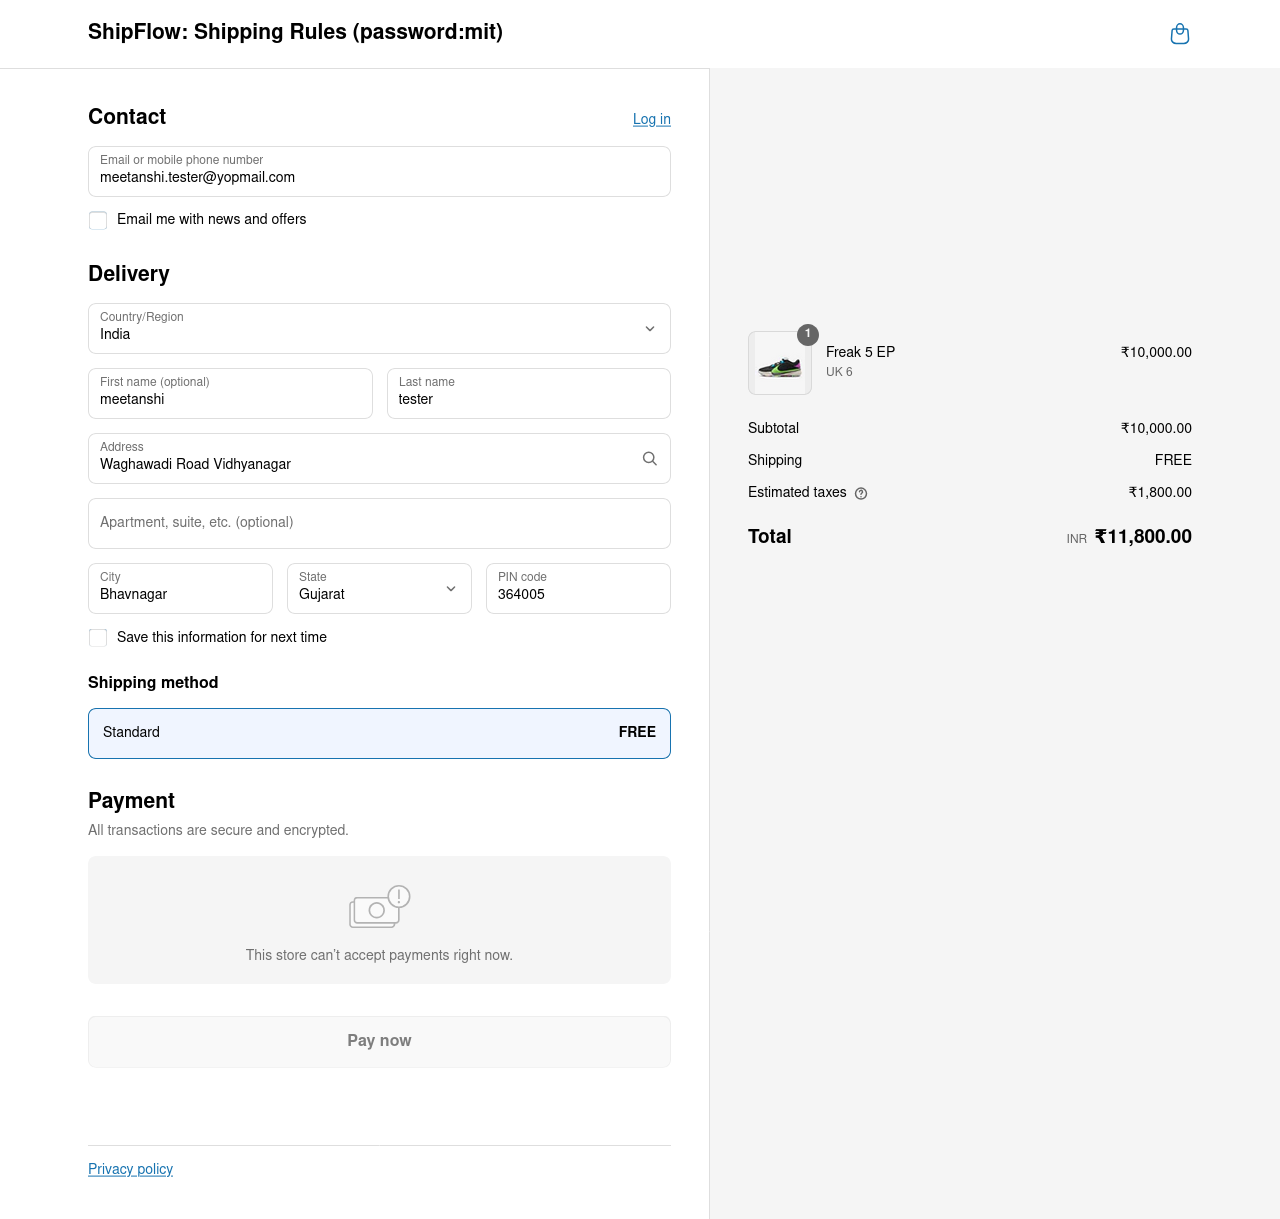 ShipFlow: Shipping Rules (password:mit)
Contact
Log in
Email or mobile phone number
meetanshi.tester@yopmail.com
Email me with news and offers
Delivery
Country/Region
India
First name (optional)
meetanshi
Last name
tester
Address
Waghawadi Road Vidhyanagar
Apartment, suite, etc. (optional)
City
Bhavnagar
State
Gujarat
PIN code
364005
Save this information for next time
Shipping method
Standard FREE
Payment
All transactions are secure and encrypted.
This store can't accept payments right now.
Pay now
Privacy policy
1
Freak 5 EP ₹10,000.00
UK 6
Subtotal ₹10,000.00
Shipping FREE
Estimated taxes ₹1,800.00
Total INR ₹11,800.00